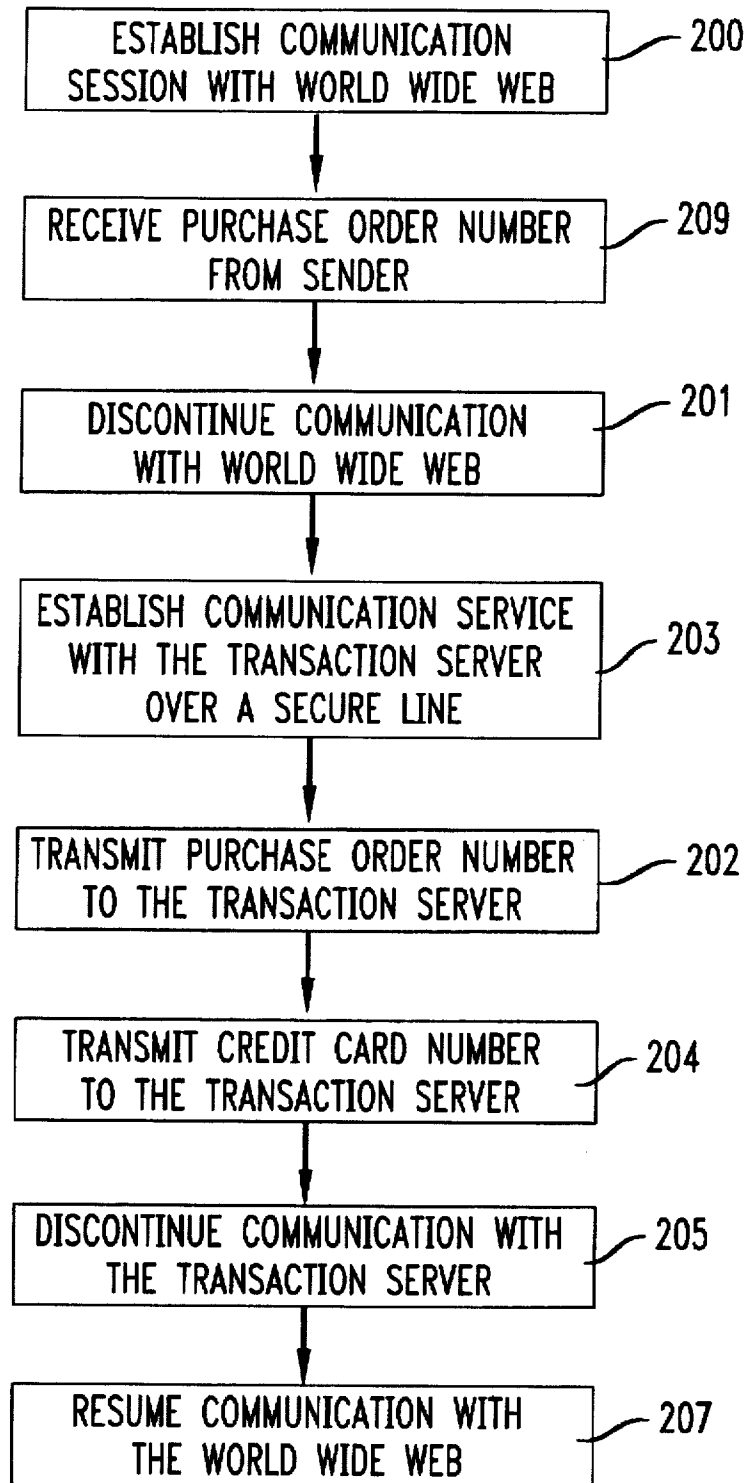 ESTABLISH COMMUNICATION
SESSION WITH WORLD WIDE WEB
200
RECEIVE PURCHASE ORDER NUMBER
FROM SENDER
209
DISCONTINUE COMMUNICATION
WITH WORLD WIDE WEB
201
ESTABLISH COMMUNICATION SERVICE
WITH THE TRANSACTION SERVER
OVER A SECURE LINE
203
TRANSMIT PURCHASE ORDER NUMBER
TO THE TRANSACTION SERVER
202
TRANSMIT CREDIT CARD NUMBER
TO THE TRANSACTION SERVER
204
DISCONTINUE COMMUNICATION WITH
THE TRANSACTION SERVER
205
RESUME COMMUNICATION WITH
THE WORLD WIDE WEB
207